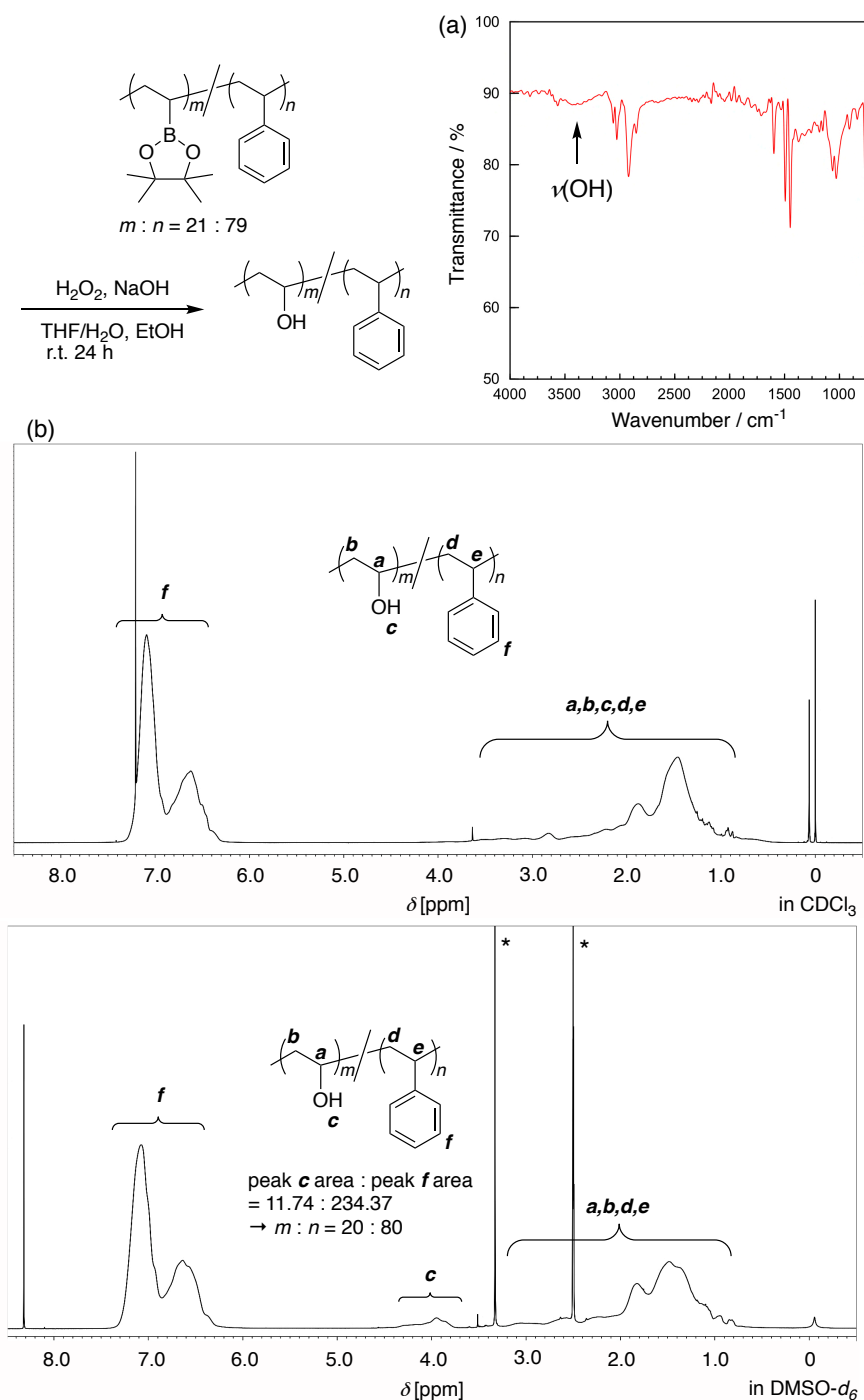 (a)
m
n
B
O
O
m : n = 21 : 79
H₂O₂, NaOH
THF/H₂O, EtOH
r.t. 24 h
m
n
OH
Transmittance / %
100
90
80
70
60
50
ν(OH)
4000 3500 3000 2500 2000 1500 1000
Wavenumber / cm⁻¹
(b)
b d
a e
m n
OH
c
f
f
a,b,c,d,e
8.0 7.0 6.0 5.0 4.0 3.0 2.0 1.0 0
δ [ppm]
in CDCl₃
* *
b d
a e
m n
OH
c
f
f
peak c area : peak f area
= 11.74 : 234.37
→ m : n = 20 : 80
a,b,d,e
c
8.0 7.0 6.0 5.0 4.0 3.0 2.0 1.0 0.0
δ [ppm]
in DMSO-d₆